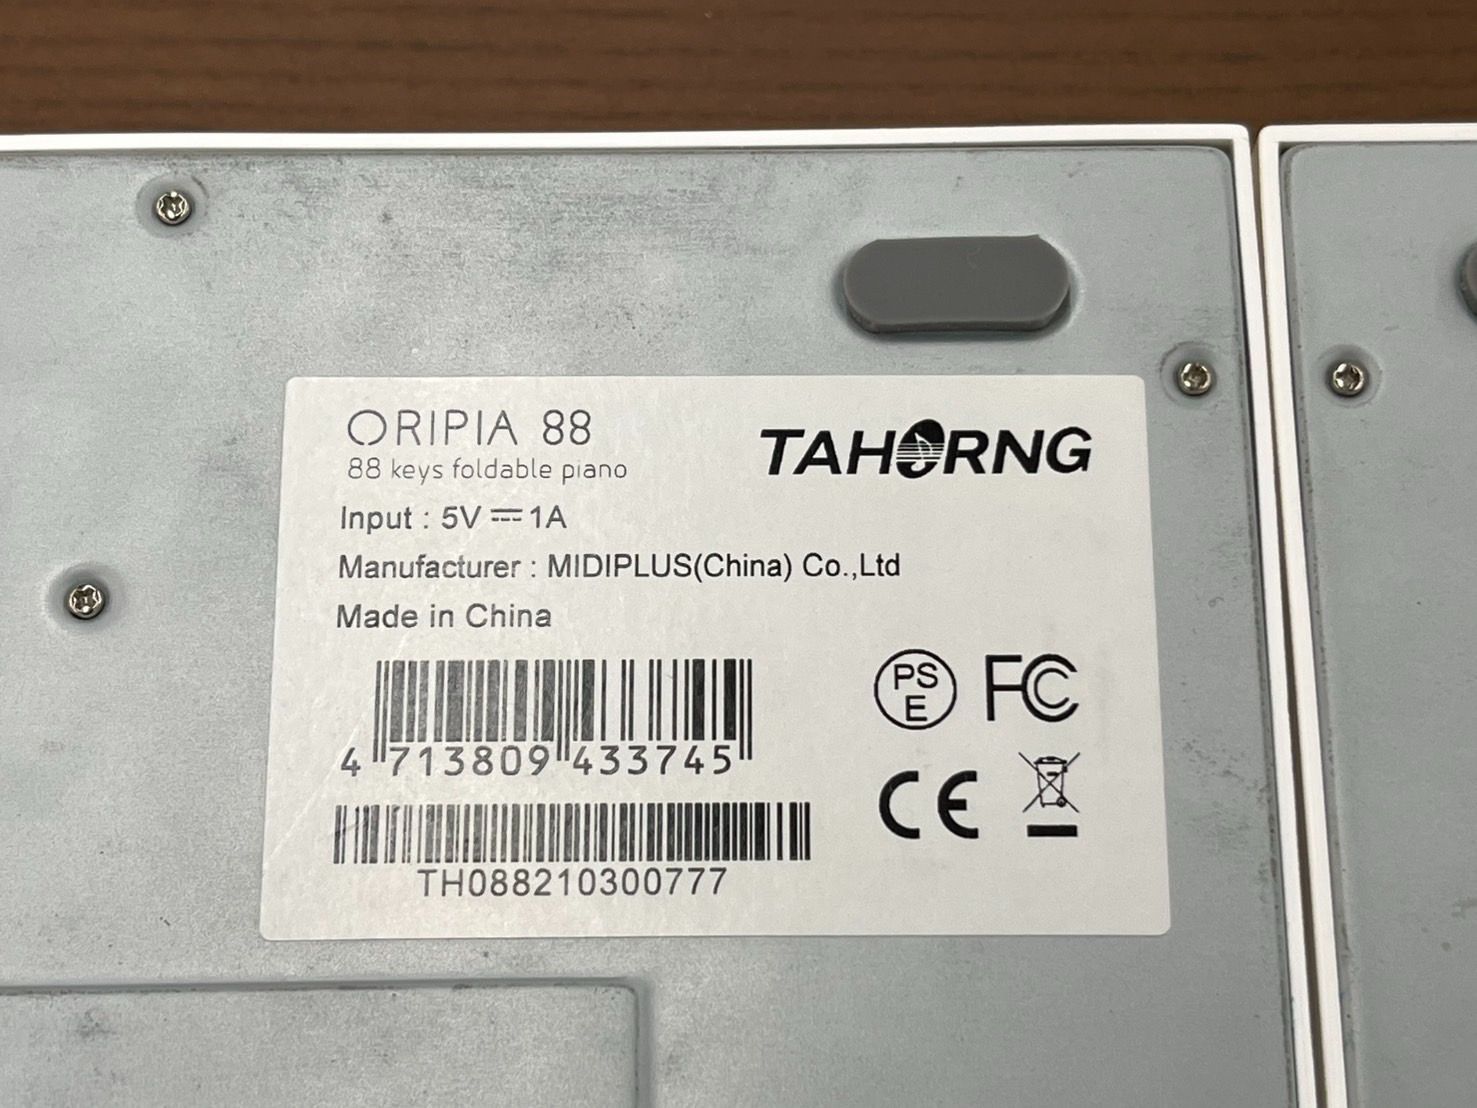 ORIPIA 88
88 keys foldable piano
TAHORNG
Input : 5V ⎓ 1A
Manufacturer : MIDIPLUS(China) Co.,Ltd
Made in China
PS
E
FC
4 713809 433745
CE
TH088210300777